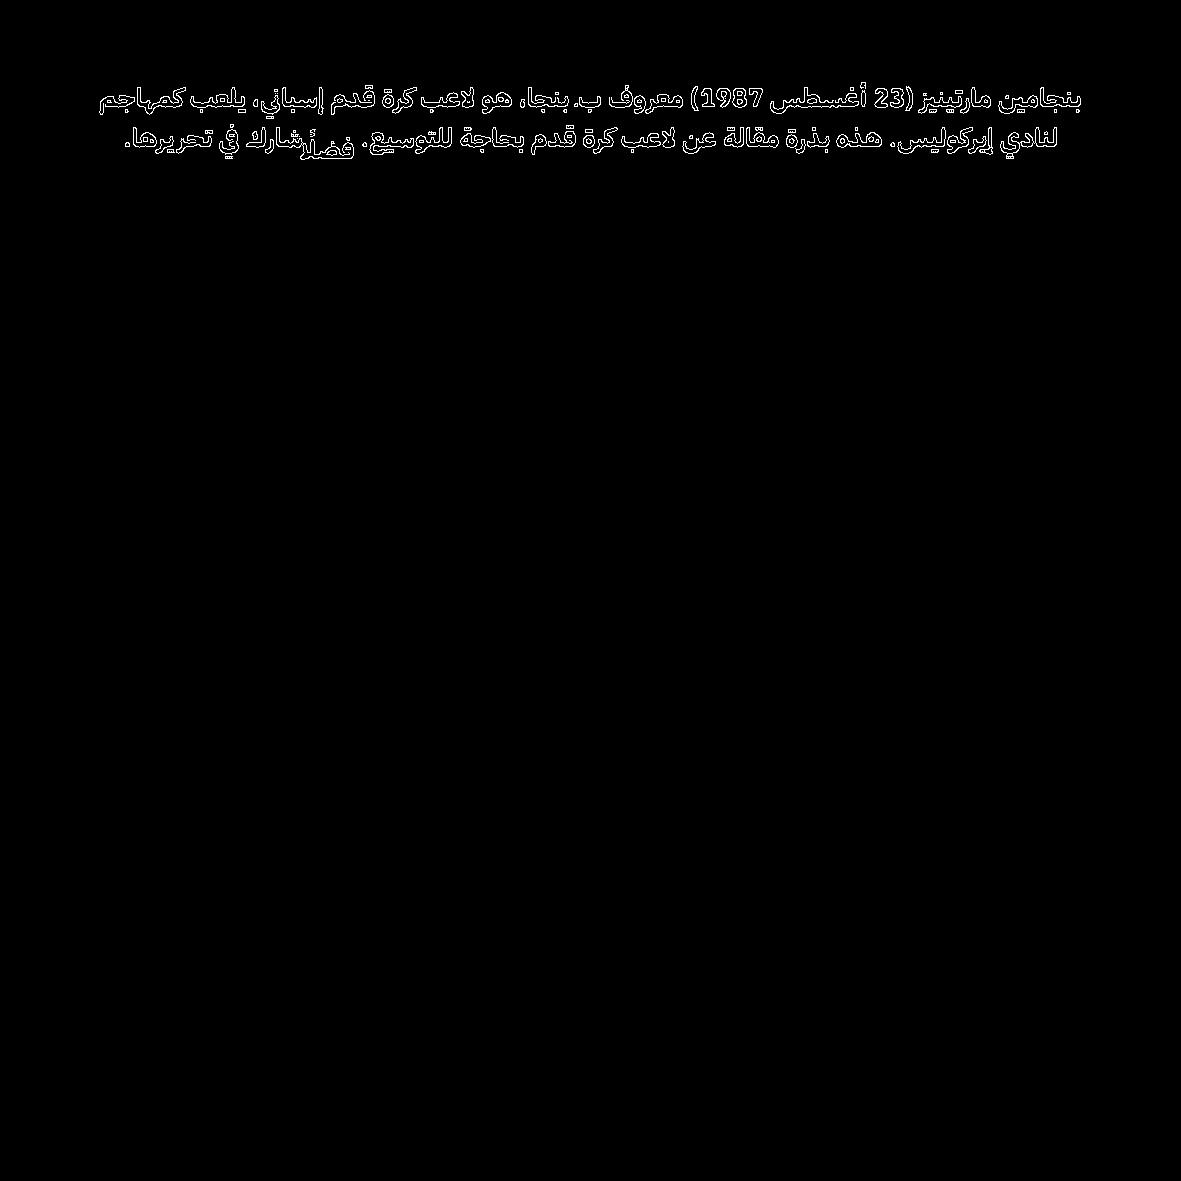 بنجامين مارتينيز (23 أغسطس 1987) معروف ب. بنجا، هو لاعب كرة قدم إسباني، يلعب كمهاجم
لنادي إيركوليس. هذه بذرة مقالة عن لاعب كرة قدم بحاجة للتوسيع. فضلًا شارك في تحريرها.